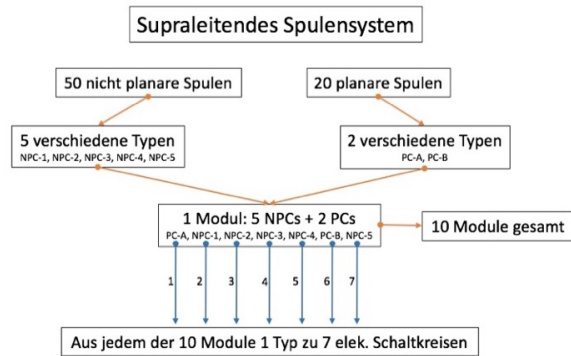 Supraleitendes Spulensystem
50 nicht planare Spulen
20 planare Spulen
5 verschiedene Typen
NPC-1, NPC-2, NPC-3, NPC-4, NPC-5
2 verschiedene Typen
PC-A, PC-B
1 Modul: 5 NPCs + 2 PCs
PC-A, NPC-1, NPC-2, NPC-3, NPC-4, PC-B, NPC-5
10 Module gesamt
1 2 3 4 5 6 7
Aus jedem der 10 Module 1 Typ zu 7 elek. Schaltkreisen